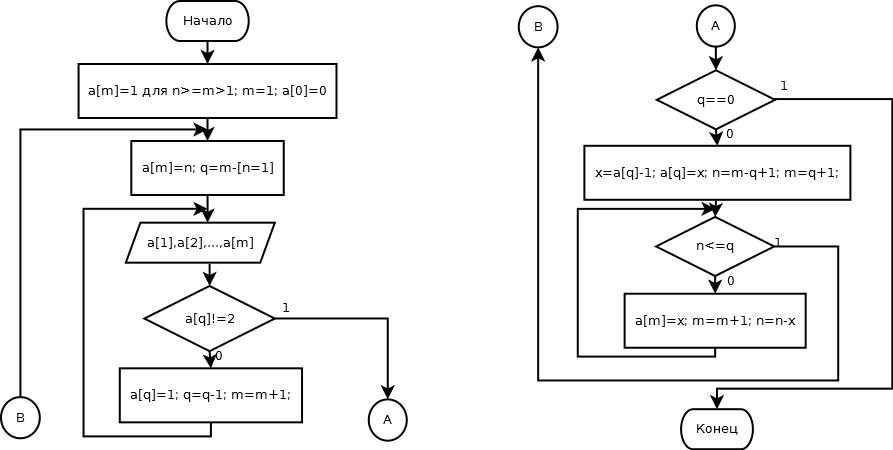 Начало
a[m]=1 для n>=m>1; m=1; a[0]=0
a[m]=n; q=m-[n=1]
a[1],a[2],...,a[m]
a[q]!=2
1
0
a[q]=1; q=q-1; m=m+1;
B
A
B
A
q==0
1
0
x=a[q]-1; a[q]=x; n=m-q+1; m=q+1;
n<=q
1
0
a[m]=x; m=m+1; n=n-x
Конец